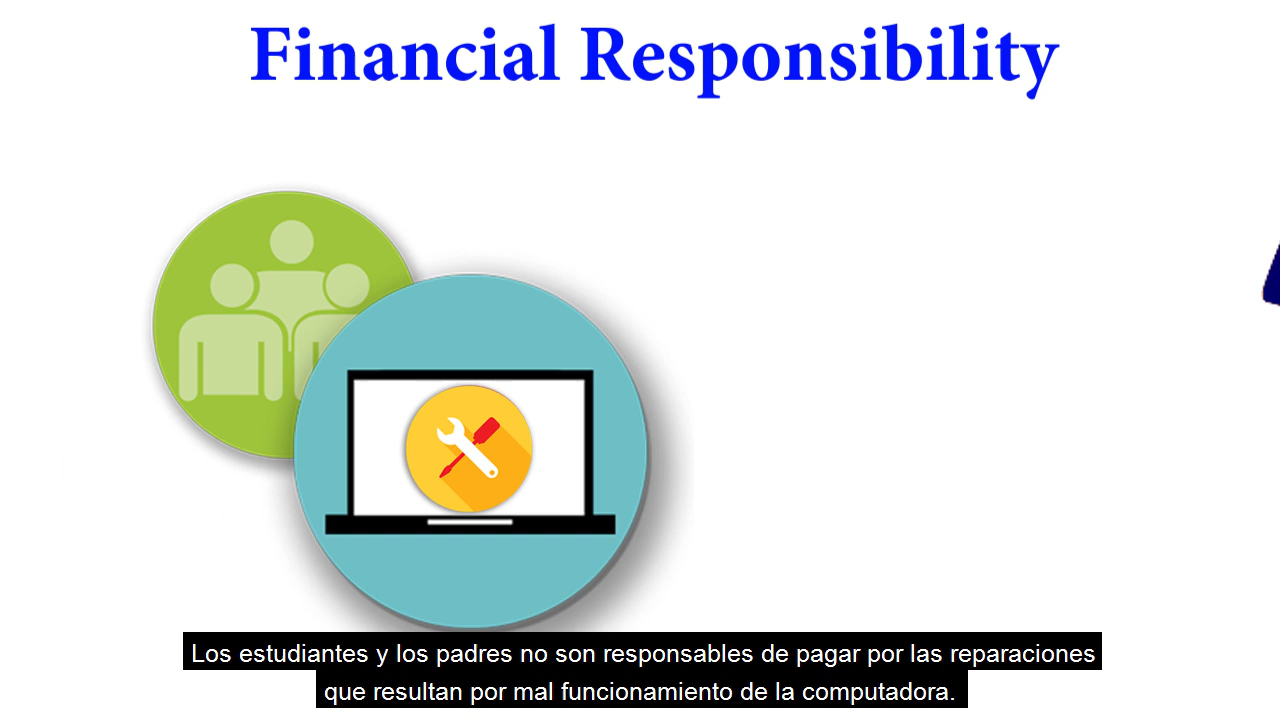 Financial Responsibility
Los estudiantes y los padres no son responsables de pagar por las reparaciones
que resultan por mal funcionamiento de la computadora.